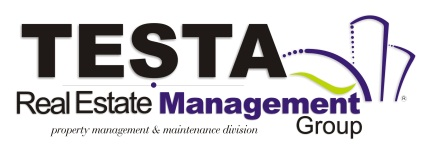 TESTA
Real Estate Management
Group
property management & maintenance division
®